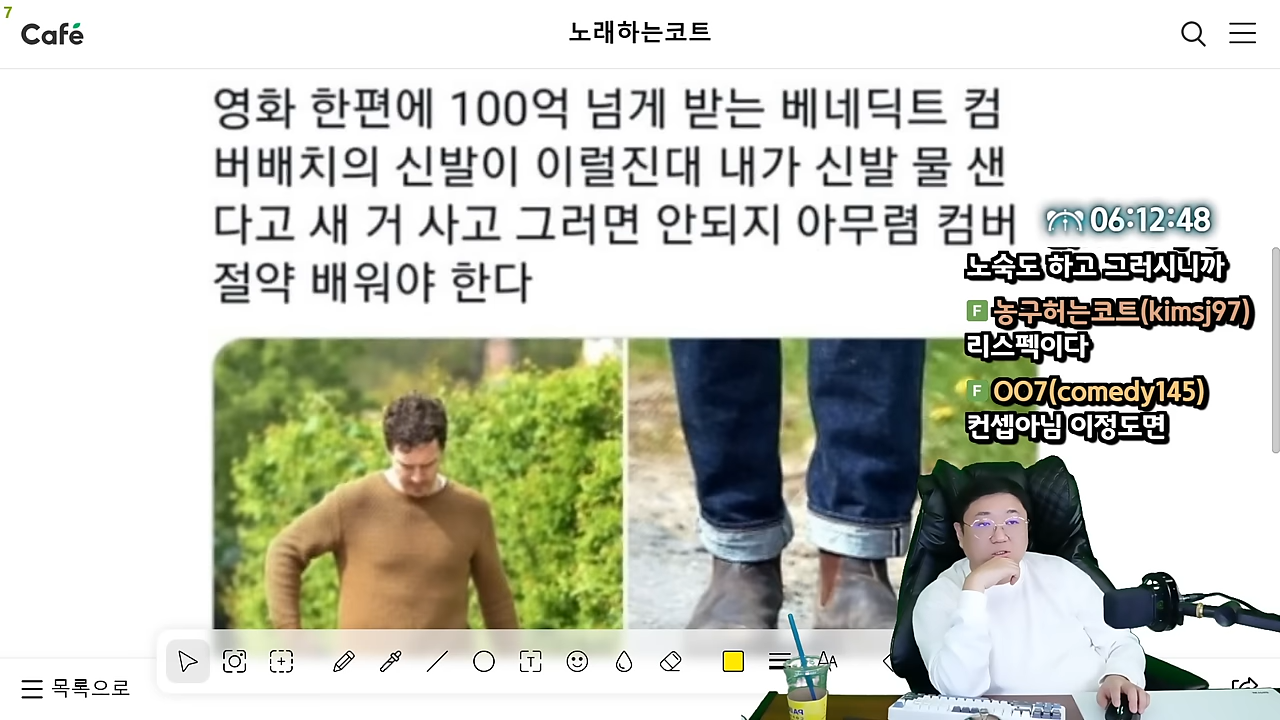 7
Café
노래하는코트
영화 한편에 100억 넘게 받는 베네딕트 컴
버배치의 신발이 이럴진대 내가 신발 물 샌
다고 새 거 사고 그러면 안되지 아무렴 컴버
절약 배워야 한다
06:12:48
노숙도 하고 그러시니까
F 농구허는코트(kimsj97)
리스펙이다
F OO7(comedy145)
컨셉아님 이정도면
T
AA
목록으로